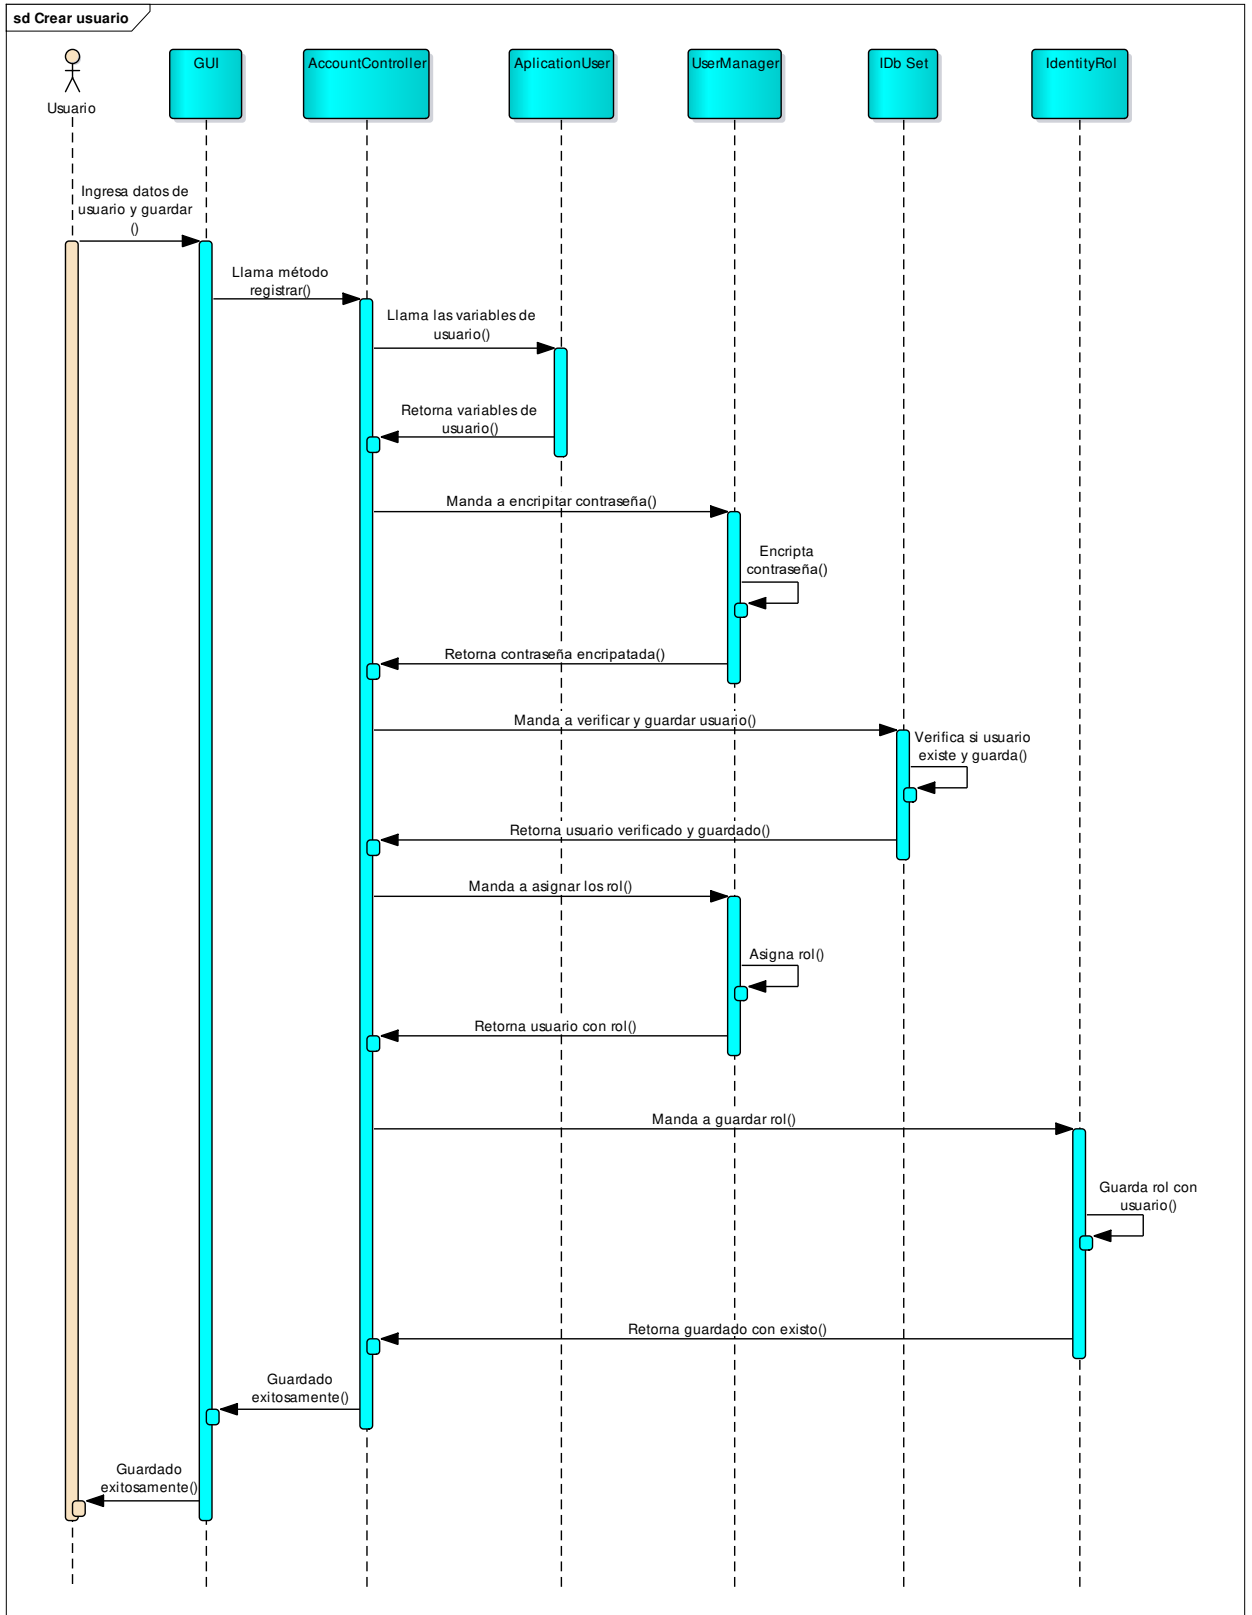 sd Crear usuario
Usuario
GUI
AccountController
AplicationUser
UserManager
IDb Set
IdentityRol
Ingresa datos de
usuario y guardar
()
Llama método
registrar()
Llama las variables de
usuario()
Retorna variables de
usuario()
Manda a encripitar contraseña()
Encripta
contraseña()
Retorna contraseña encripatada()
Manda a verificar y guardar usuario()
Verifica si usuario
existe y guarda()
Retorna usuario verificado y guardado()
Manda a asignar los rol()
Asigna rol()
Retorna usuario con rol()
Manda a guardar rol()
Guarda rol con
usuario()
Retorna guardado con existo()
Guardado
exitosamente()
Guardado
exitosamente()